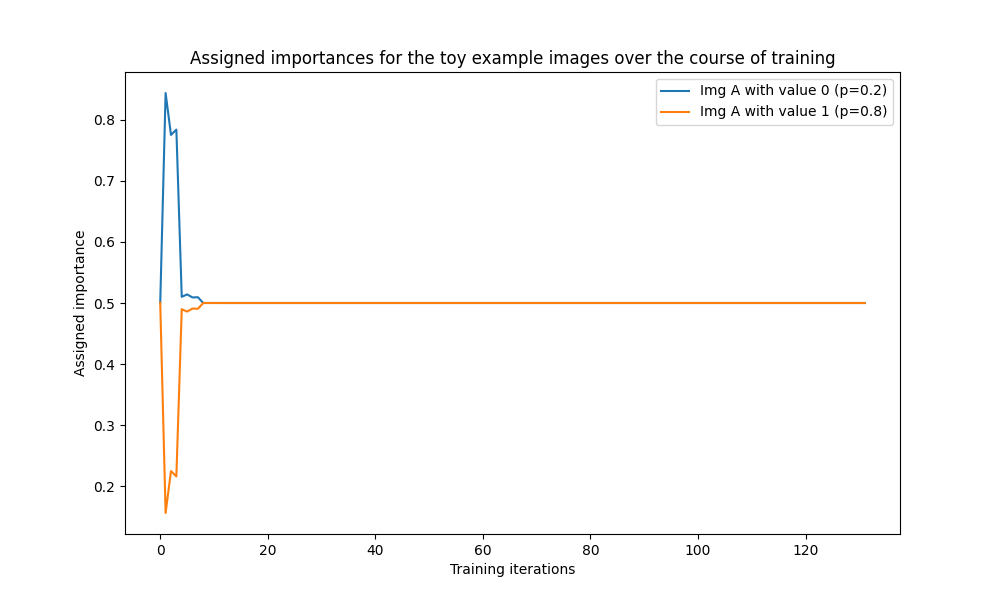 Assigned importances for the toy example images over the course of training
Img A with value 0 (p=0.2)
Img A with value 1 (p=0.8)
Assigned importance
0.8
0.7
0.6
0.5
0.4
0.3
0.2
0
20
40
60
80
100
120
Training iterations